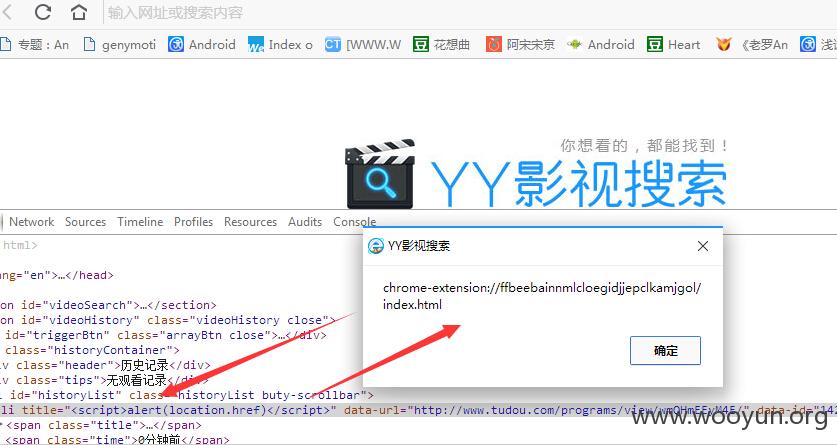 输入网址或搜索内容
专题：An genymoti Android Index o [WWW.W 花想曲 阿宋宋京 Android Heart 《老罗An 浅
你想看的，都能找到！
YY影视搜索
Network Sources Timeline Profiles Resources Audits Console
html>
ang="en">…</head>
on id="videoSearch">…</section>
on id="videoHistory" class="videoHistory close">
id="triggerBtn" class="arrayBtn close">…</div>
class="historyContainer">
iv class="header">历史记录</div>
iv class="tips">无观看记录</div>
l id="historyList" class="historyList buty-scrollbar">
li title="<script>alert(location.href)</script>" data-url="http://www.tudou.com/programs/view/ data-id="142
<span class="title">…</span>
<span class="time">0分钟前</span>
YY影视搜索
chrome-extension://ffbeebainnmlcloegidjjepclkamjgol/
index.html
确定
www.wooyun.org